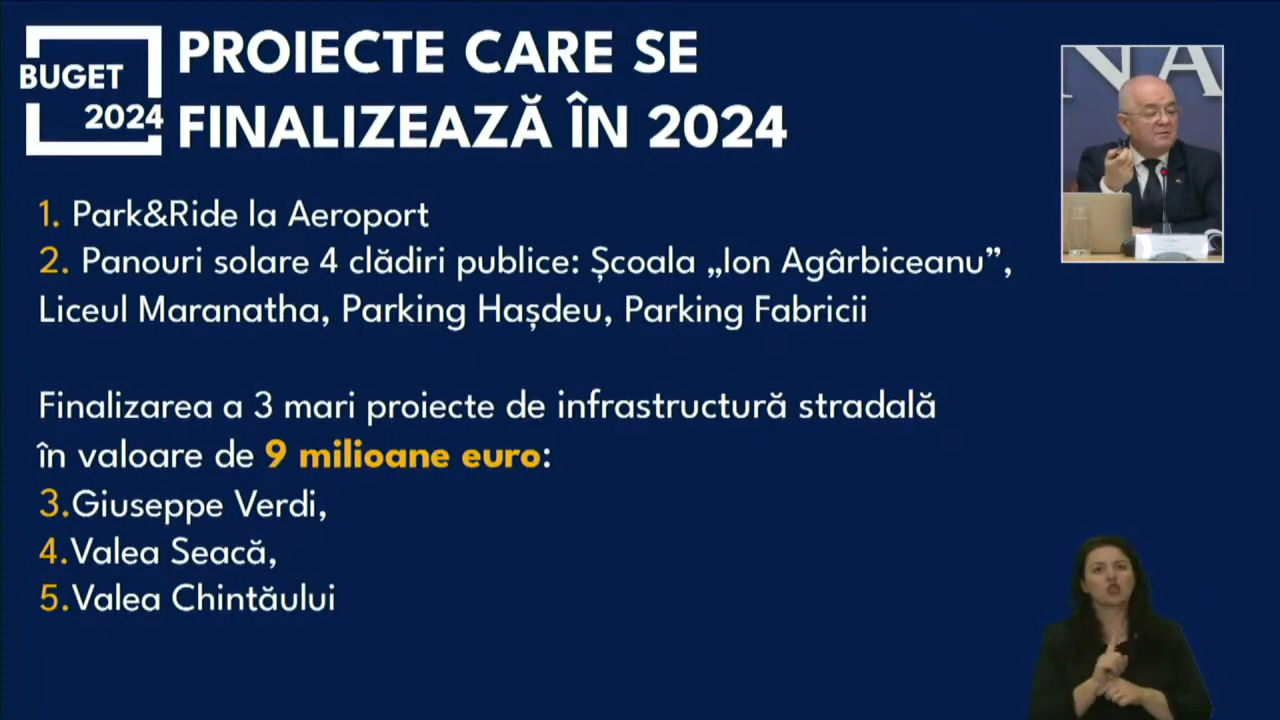 BUGET
2024
PROIECTE CARE SE
FINALIZEAZĂ ÎN 2024
NA
1. Park&Ride la Aeroport
2. Panouri solare 4 clădiri publice: Școala „Ion Agârbiceanu”,
Liceul Maranatha, Parking Hașdeu, Parking Fabricii
Finalizarea a 3 mari proiecte de infrastructură stradală
în valoare de 9 milioane euro:
3.Giuseppe Verdi,
4.Valea Seacă,
5.Valea Chintăului